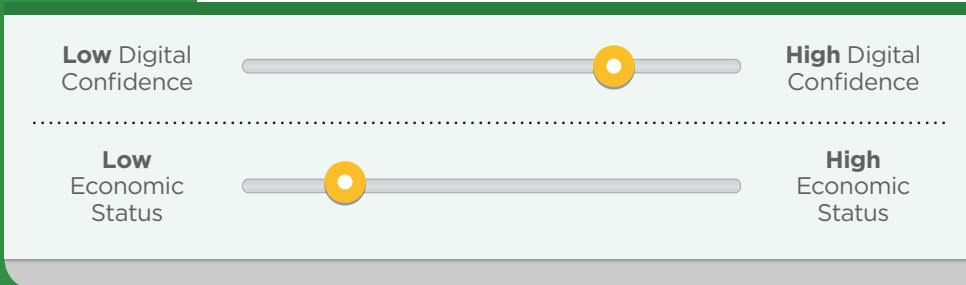 Low Digital
Confidence
High Digital
Confidence
Low
Economic
Status
High
Economic
Status